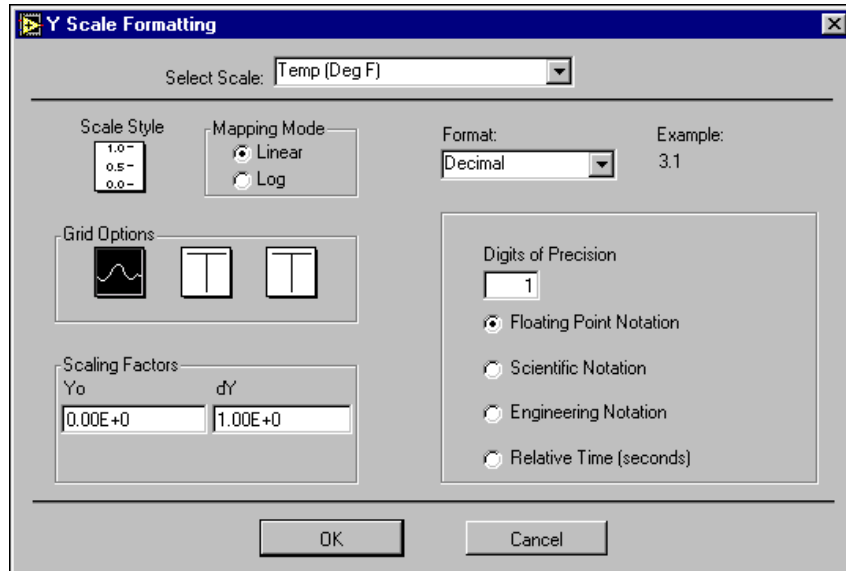 Y Scale Formatting
Select Scale: Temp (Deg F)
Scale Style
1.0
0.5
0.0
Mapping Mode
Linear
Log
Format:
Decimal
Example:
3.1
Grid Options
Digits of Precision
1
Floating Point Notation
Scientific Notation
Engineering Notation
Relative Time (seconds)
Scaling Factors
Yo dY
0.00E+0 1.00E+0
OK Cancel